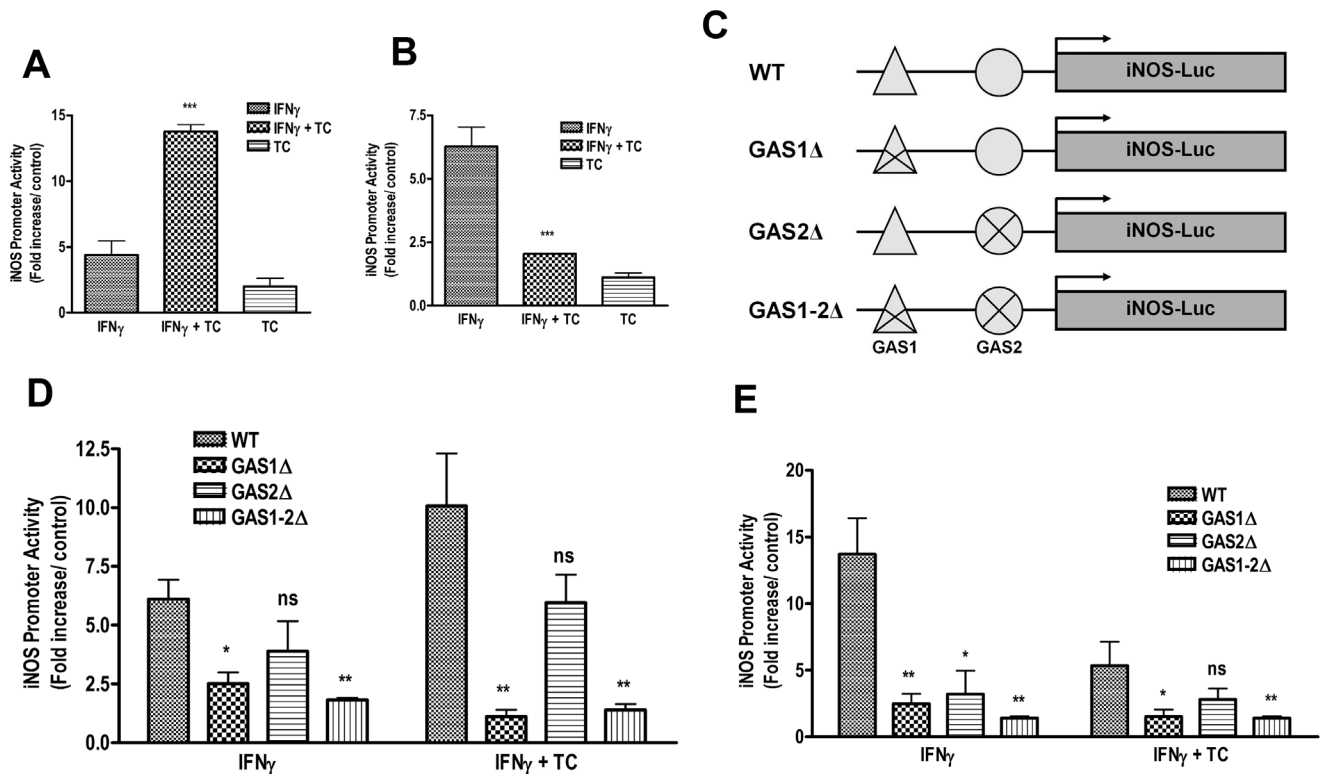 A
iNOS Promoter Activity
(Fold increase/ control)
15
10
5
0
***
IFNγ
IFNγ + TC
TC
IFNγ
IFNγ + TC
TC
B
iNOS Promoter Activity
(Fold increase/ control)
7.5
5.0
2.5
0.0
***
IFNγ
IFNγ + TC
TC
IFNγ
IFNγ + TC
TC
C
WT
iNOS-Luc
GAS1Δ
iNOS-Luc
GAS2Δ
iNOS-Luc
GAS1-2Δ
iNOS-Luc
GAS1
GAS2
D
iNOS Promoter Activity
(Fold increase/ control)
12.5
10.0
7.5
5.0
2.5
0.0
WT
GAS1Δ
GAS2Δ
GAS1-2Δ
*
ns
**
**
ns
**
IFNγ
IFNγ + TC
E
iNOS Promoter Activity
(Fold increase/ control)
20
15
10
5
0
WT
GAS1Δ
GAS2Δ
GAS1-2Δ
**
*
**
*
ns
**
IFNγ
IFNγ + TC